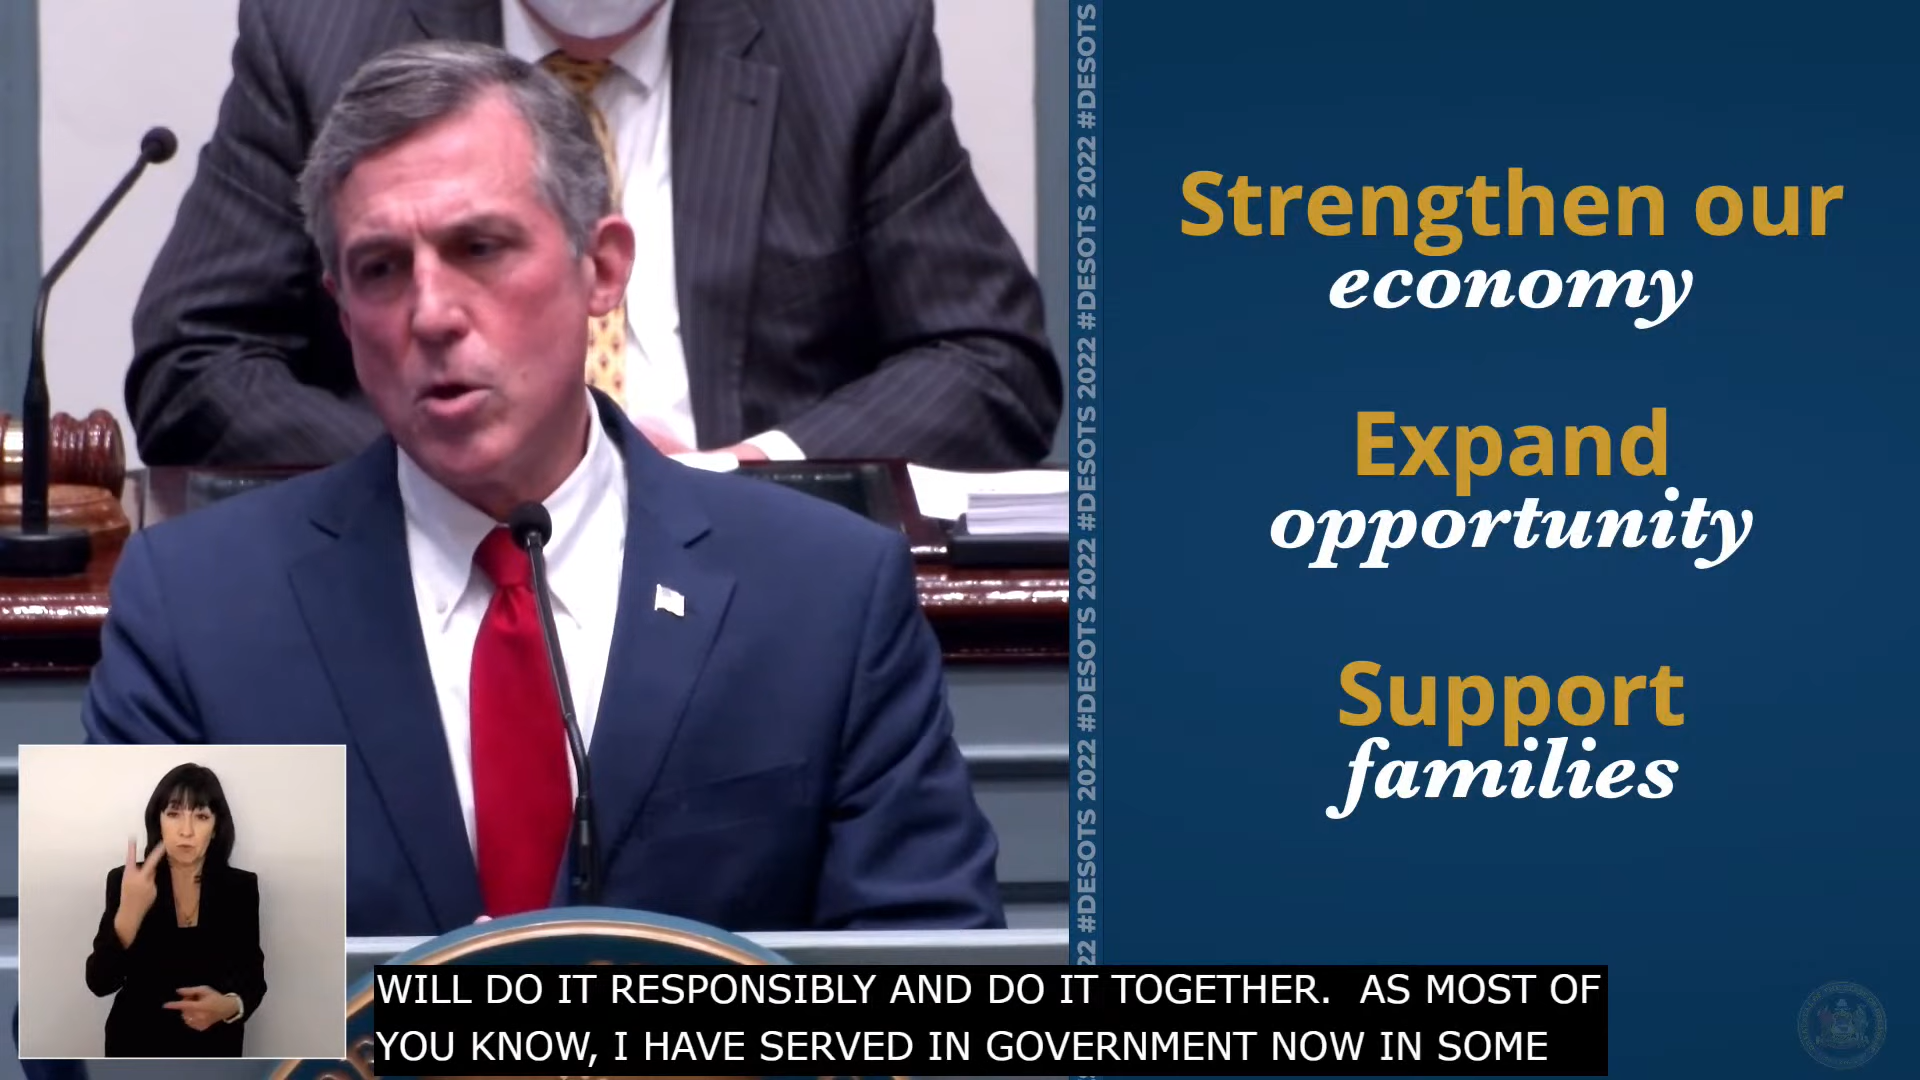 Strengthen our
economy
Expand
opportunity
Support
families
#DESOTS 2022 #DESOTS 2022 #DESOTS 2022 #DESOTS 2022 #DESOTS
WILL DO IT RESPONSIBLY AND DO IT TOGETHER.  AS MOST OF
YOU KNOW, I HAVE SERVED IN GOVERNMENT NOW IN SOME